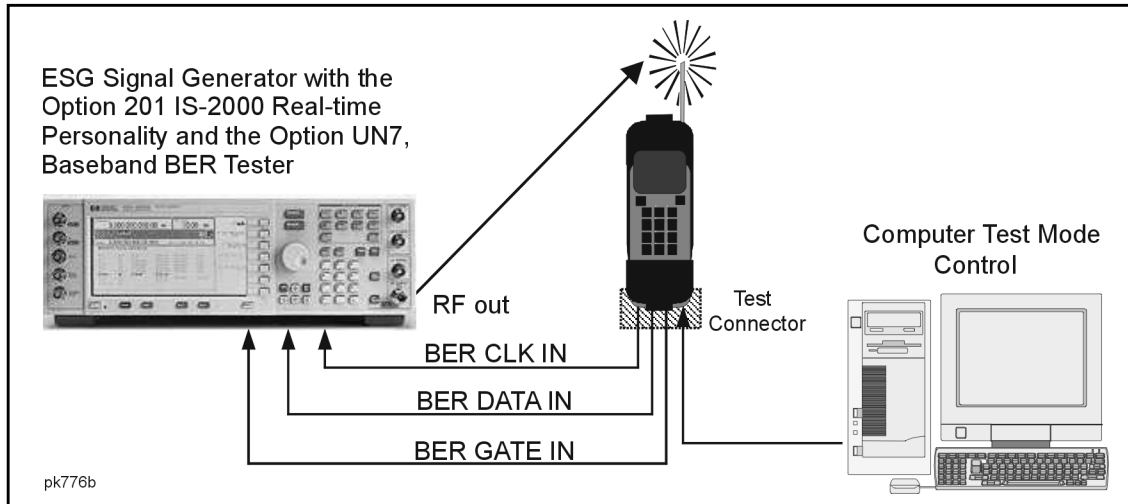 ESG Signal Generator with the
Option 201 IS-2000 Real-time
Personality and the Option UN7,
Baseband BER Tester
RF out
Test
Connector
Computer Test Mode
Control
BER CLK IN
BER DATA IN
BER GATE IN
pk776b